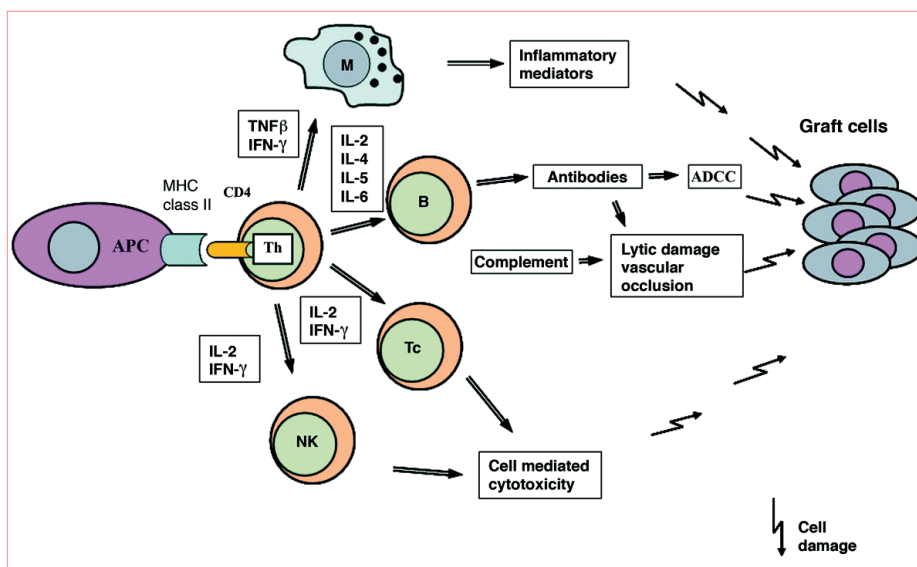 M
Inflammatory
mediators
Graft cells
TNFβ
IFN-γ
IL-2
IL-4
IL-5
IL-6
MHC
class II
CD4
B
Antibodies
ADCC
APC
Th
Complement
Lytic damage
vascular
occlusion
IL-2
IFN-γ
Tc
IL-2
IFN-γ
NK
Cell mediated
cytotoxicity
Cell
damage